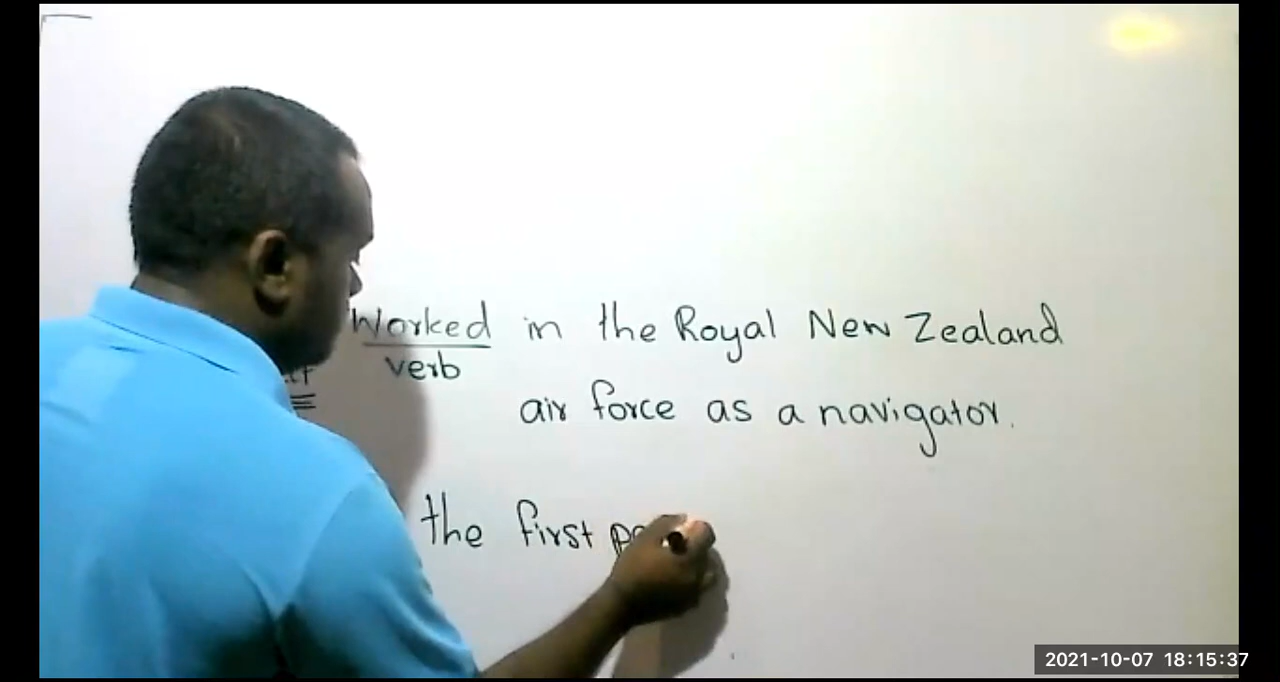 Worked in the Royal New Zealand
verb
air force as a navigator.
the first
2021-10-07 18:15:37